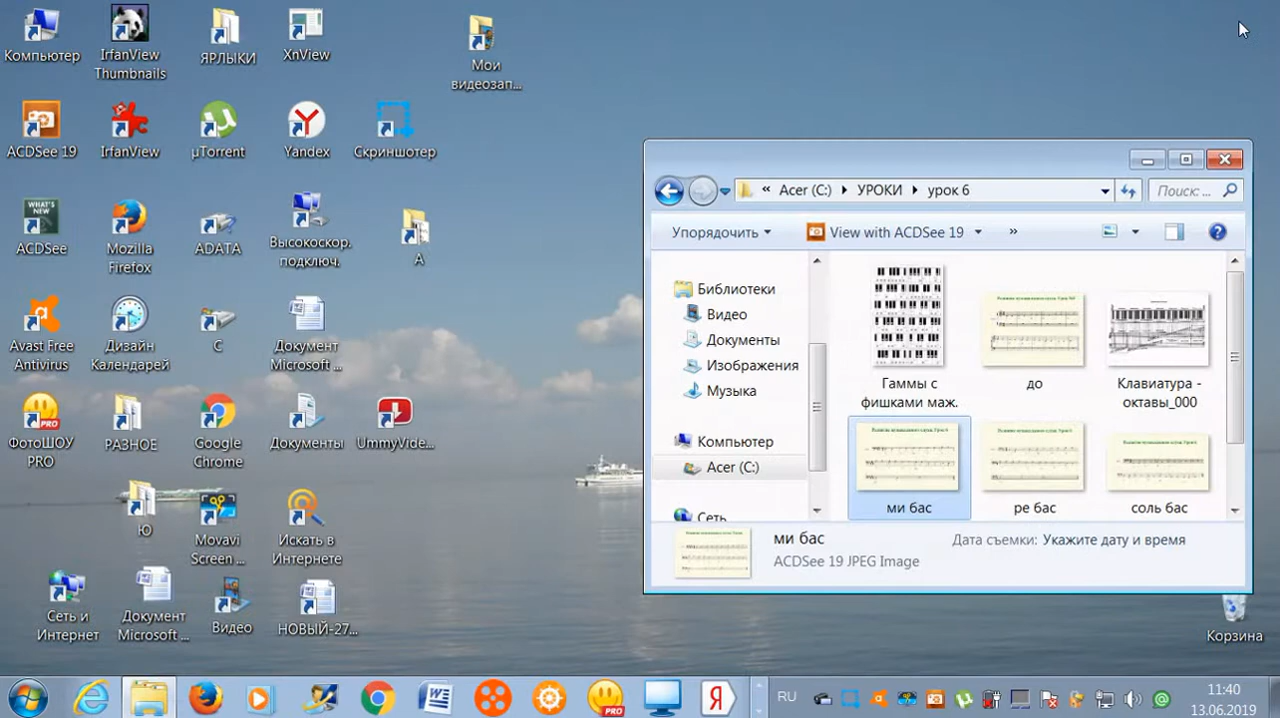 Компьютер
IrfanView
Thumbnails
ЯРЛЫКИ
XnView
Мои
видеозап...
ACDSee 19
IrfanView
µTorrent
Yandex
Скриншотер
WHAT'S
NEW
ACDSee
Mozilla
Firefox
ADATA
Высокоскор.
подключ.
А
Avast Free
Antivirus
Дизайн
Календарей
C
Документ
Microsoft ...
PRO
ФотоШОУ
PRO
РАЗНОЕ
Google
Chrome
Документы
UmmyVide...
Ю
Movavi
Screen ...
Искать в
Интернете
Сеть и
Интернет
Документ
Microsoft ...
Видео
НОВЫЙ-27...
Корзина
« Acer (C:) УРОКИ урок 6
Поиск: ...
Упорядочить
View with ACDSee 19
»
Библиотеки
Видео
Документы
Изображения
Музыка
Компьютер
Acer (C:)
Сеть
Гаммы с
фишками маж.
до
Клавиатура -
октавы_000
ми бас
ре бас
соль бас
ми бас
Дата съемки: Укажите дату и время
ACDSee 19 JPEG Image
PRO
RU
11:40
13.06.2019